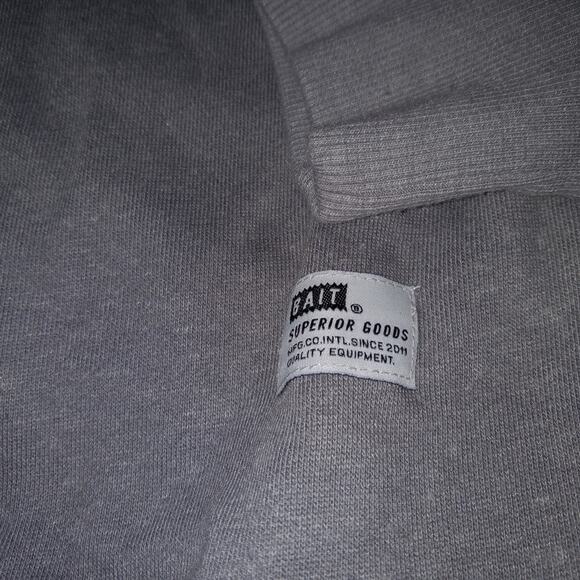 BAIT®
SUPERIOR GOODS
MFG.CO.INTL.SINCE 2011
QUALITY EQUIPMENT.